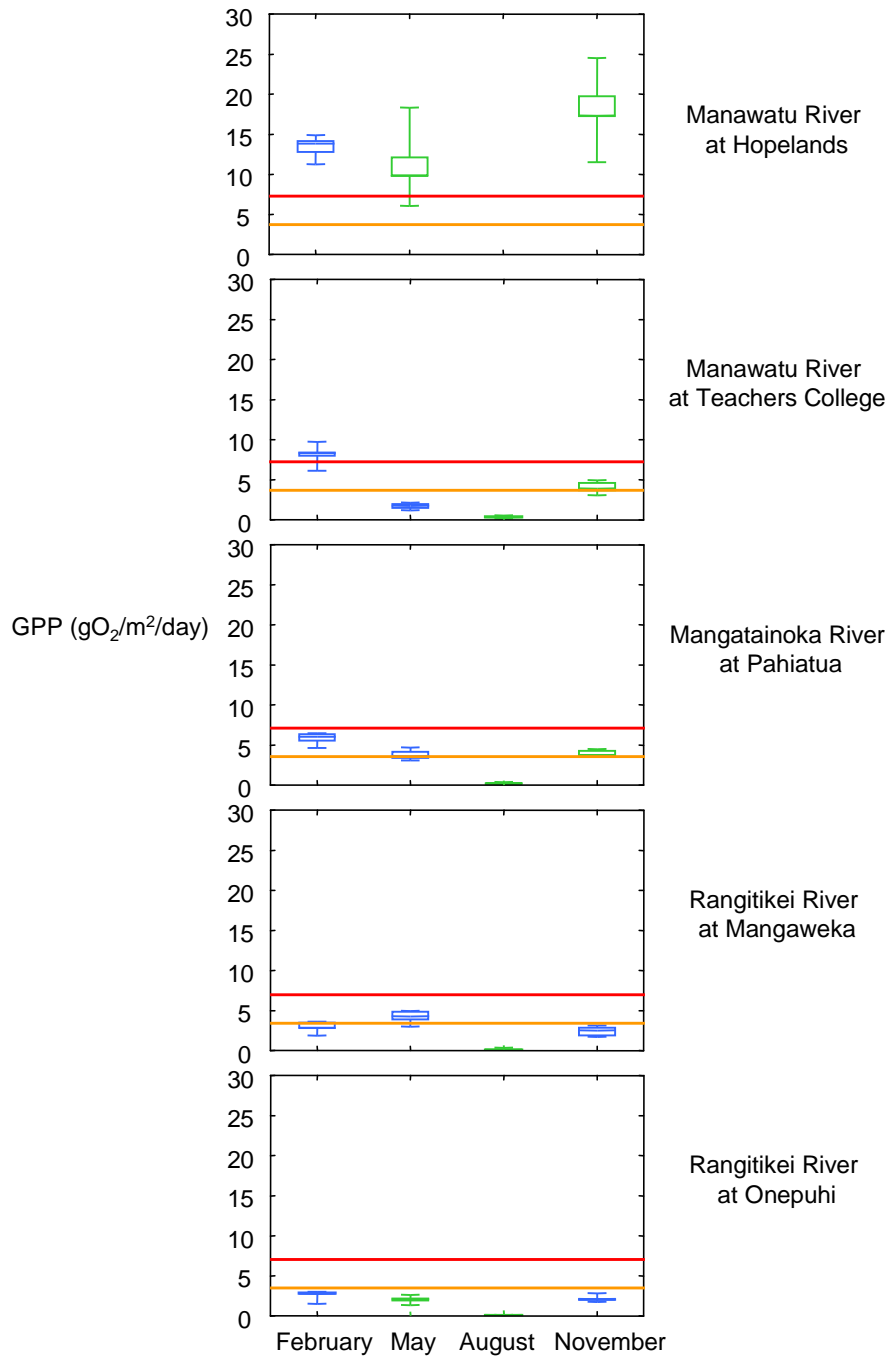 30
25
20
15
10
5
0
Manawatu River
at Hopelands
30
25
20
15
10
5
0
Manawatu River
at Teachers College
30
25
20
15
10
5
0
GPP (gO₂/m²/day)
Mangatainoka River
at Pahiatua
30
25
20
15
10
5
0
Rangitikei River
at Mangaweka
30
25
20
15
10
5
0
Rangitikei River
at Onepuhi
February May August November